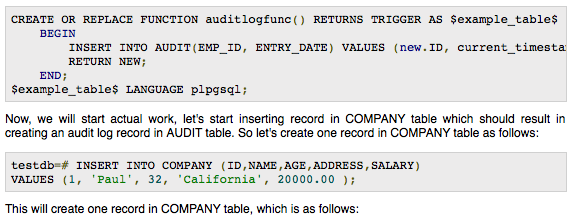 CREATE OR REPLACE FUNCTION auditlogfunc() RETURNS TRIGGER AS $example_table$
BEGIN
INSERT INTO AUDIT(EMP_ID, ENTRY_DATE) VALUES (new.ID, current_timesta
RETURN NEW;
END;
$example_table$ LANGUAGE plpgsql;
Now, we will start actual work, let's start inserting record in COMPANY table which should result in
creating an audit log record in AUDIT table. So let's create one record in COMPANY table as follows:
testdb=# INSERT INTO COMPANY (ID,NAME,AGE,ADDRESS,SALARY)
VALUES (1, 'Paul', 32, 'California', 20000.00 );
This will create one record in COMPANY table, which is as follows: